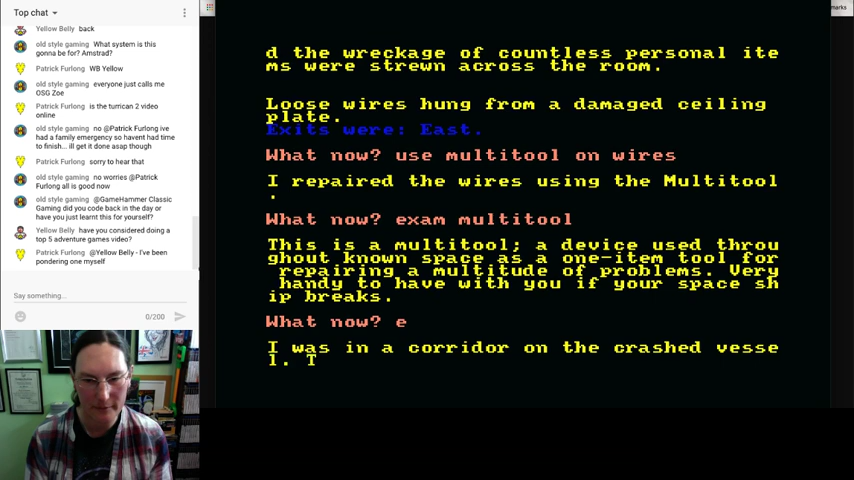 Top chat
Yellow Belly back
old style gaming What system is this
gonna be for? Amstrad?
Patrick Furlong WB Yellow
old style gaming everyone just calls me
OSG Zoe
Patrick Furlong is the turrican 2 video
online
old style gaming no @Patrick Furlong ive
had a family emergency so havent had time
to finish... ill get it done asap though
Patrick Furlong sorry to hear that
old style gaming no worries @Patrick
Furlong all is good now
old style gaming @GameHammer Classic
Gaming did you code back in the day or
have you just learnt this for yourself?
Yellow Belly have you considered doing a
top 5 adventure games video?
Patrick Furlong @Yellow Belly - I've been
pondering one myself
Say something...
0/200
marks
d the wreckage of countless personal ite
ms were strewn across the room.
Loose wires hung from a damaged ceiling
plate.
Exits were: East.
What now? use multitool on wires
I repaired the wires using the Multitool
.
What now? exam multitool
This is a multitool; a device used throu
ghout known space as a one-item tool for
repairing a multitude of problems. Very
handy to have with you if your space sh
ip breaks.
What now? e
I was in a corridor on the crashed vesse
l. T